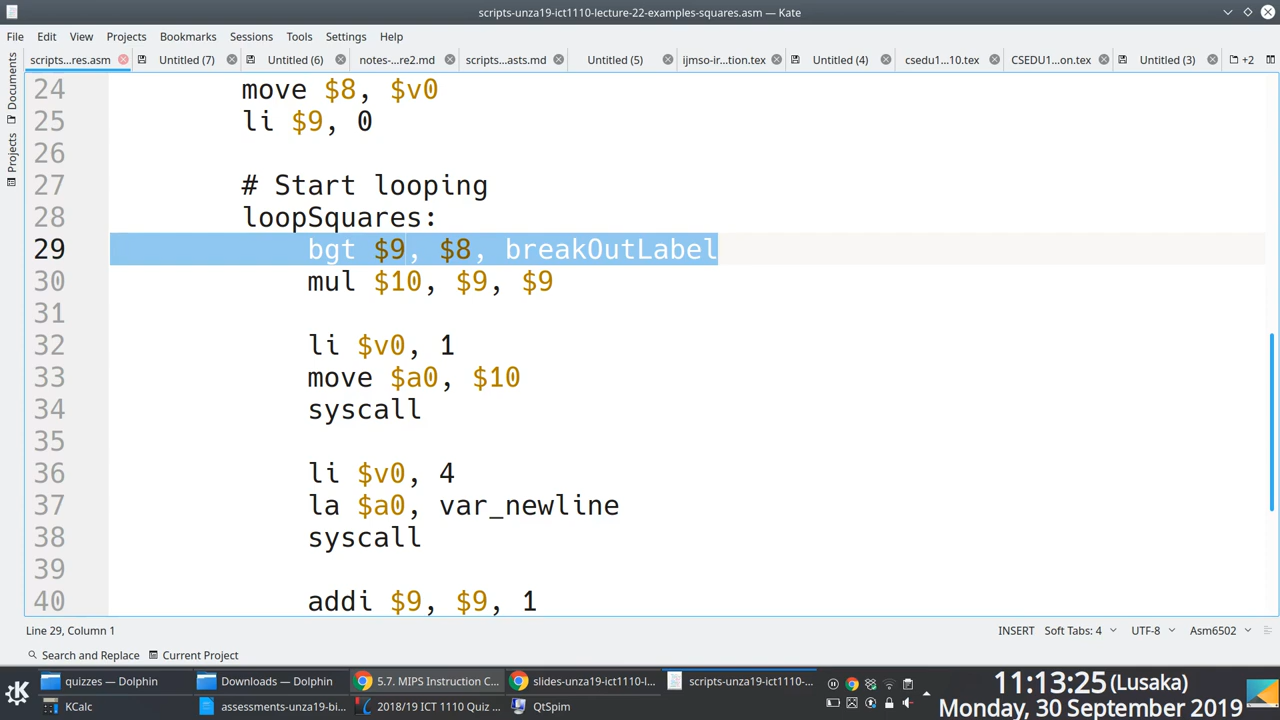 scripts-unza19-ict1110-lecture-22-examples-squares.asm — Kate
File Edit View Projects Bookmarks Sessions Tools Settings Help
scripts...res.asm Untitled (7) Untitled (6) notes-...re2.md scripts...asts.md Untitled (5) ijmso-ir...tion.tex Untitled (4) csedu1...10.tex CSEDU1...on.tex Untitled (3) +2
Documents
Projects
24 move $8, $v0
25 li $9, 0
26
27 # Start looping
28 loopSquares:
29 bgt $9, $8, breakOutLabel
30 mul $10, $9, $9
31
32 li $v0, 1
33 move $a0, $10
34 syscall
35
36 li $v0, 4
37 la $a0, var_newline
38 syscall
39
40 addi $9, $9, 1
Line 29, Column 1 INSERT Soft Tabs: 4 UTF-8 Asm6502
Search and Replace Current Project
quizzes — Dolphin Downloads — Dolphin 5.7. MIPS Instruction C... slides-unza19-ict1110-l... scripts-unza19-ict1110-...
KCalc assessments-unza19-bi... 2018/19 ICT 1110 Quiz ... QtSpim
11:13:25 (Lusaka)
Monday, 30 September 2019